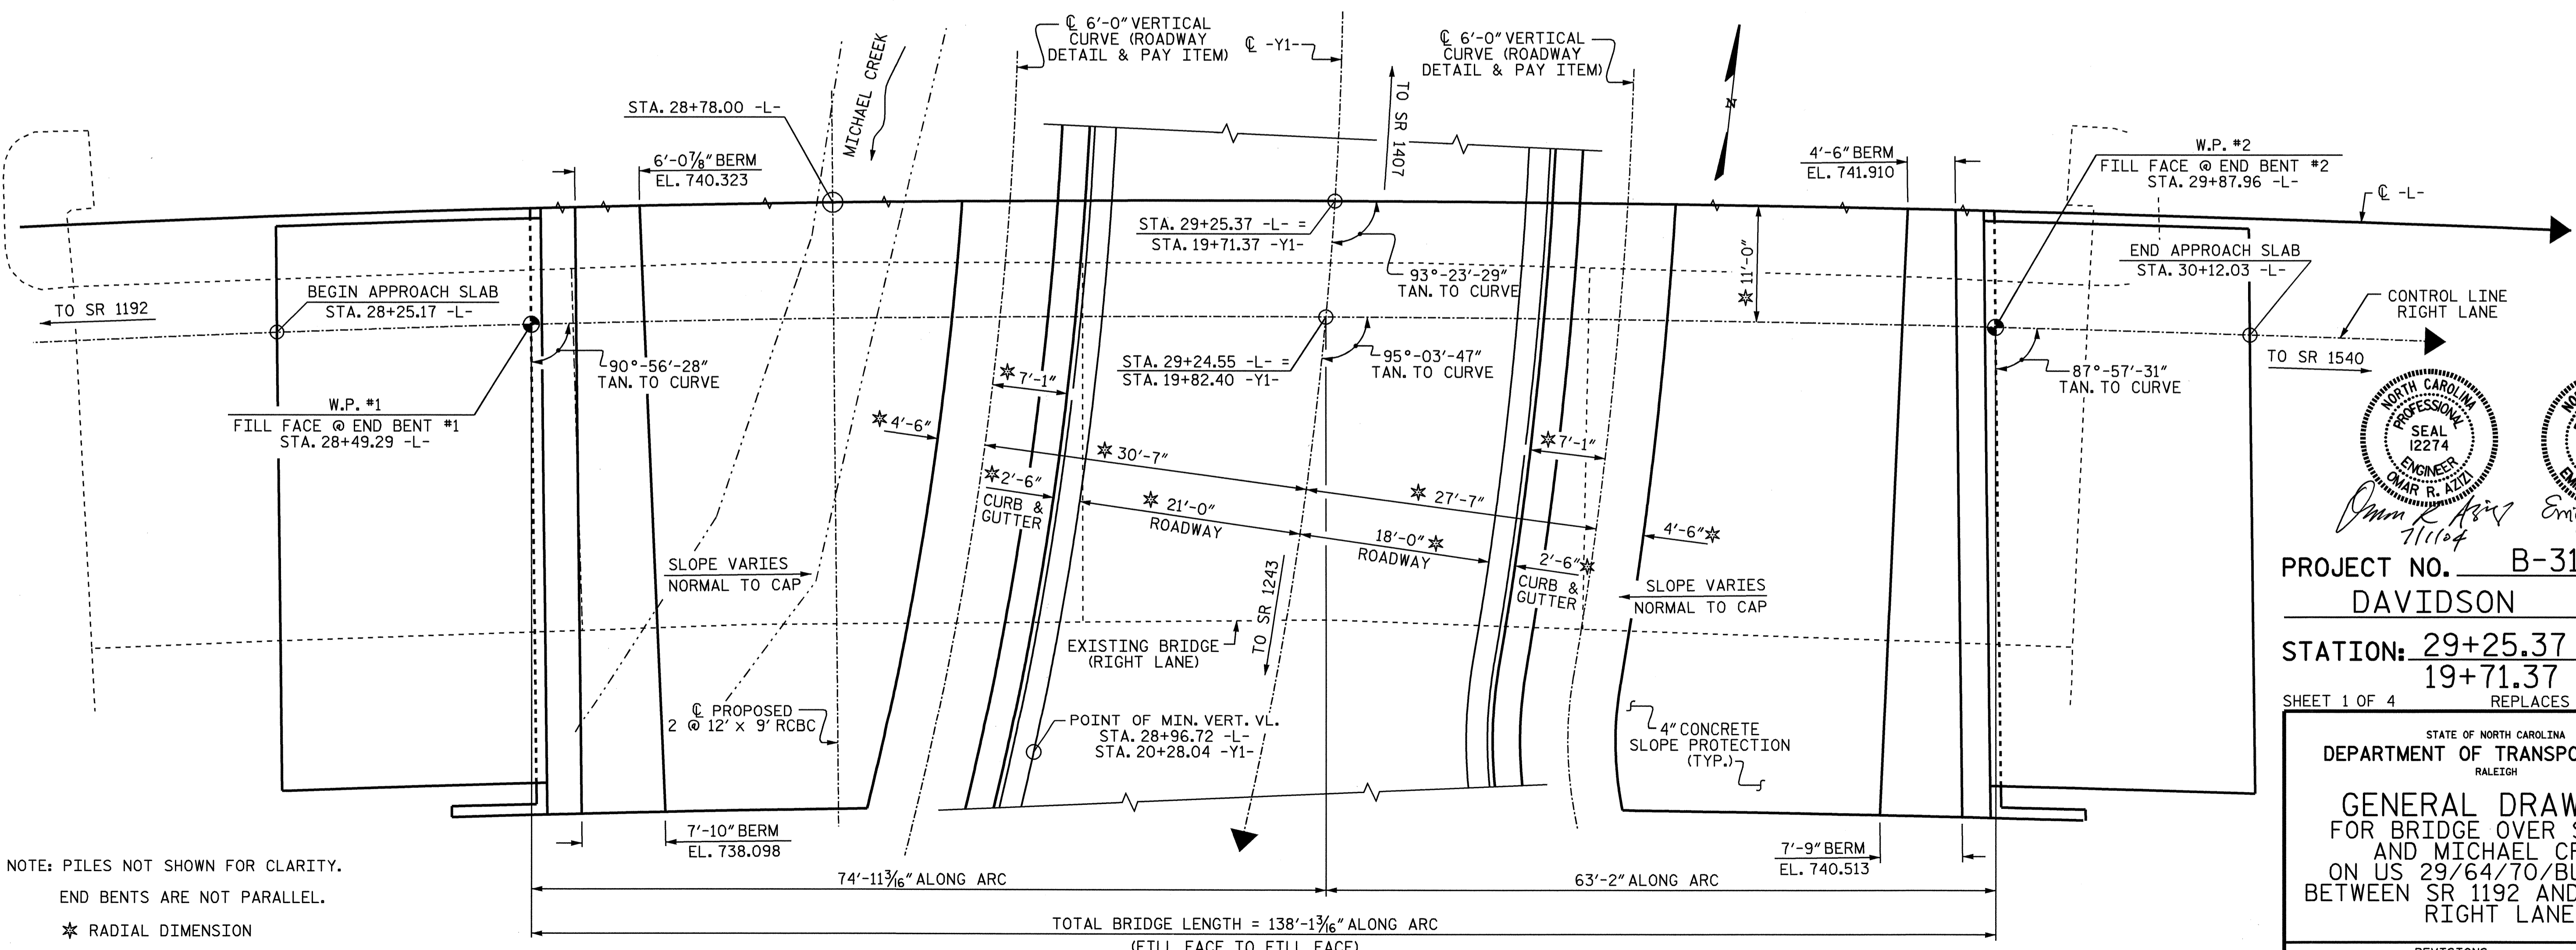 ℄ 6'-0" VERTICAL
CURVE (ROADWAY
DETAIL & PAY ITEM)
℄ -Y1-
℄ 6'-0" VERTICAL
CURVE (ROADWAY
DETAIL & PAY ITEM)
MICHAEL CREEK
TO SR 1407
N
STA. 28+78.00 -L-
6'-0⅞" BERM
EL. 740.323
4'-6" BERM
EL. 741.910
W.P. #2
FILL FACE @ END BENT #2
STA. 29+87.96 -L-
℄ -L-
STA. 29+25.37 -L- =
STA. 19+71.37 -Y1-
93°-23'-29"
TAN. TO CURVE
11'-0"
END APPROACH SLAB
STA. 30+12.03 -L-
TO SR 1192
BEGIN APPROACH SLAB
STA. 28+25.17 -L-
CONTROL LINE
RIGHT LANE
TO SR 1540
90°-56'-28"
TAN. TO CURVE
STA. 29+24.55 -L- =
STA. 19+82.40 -Y1-
95°-03'-47"
TAN. TO CURVE
87°-57'-31"
TAN. TO CURVE
W.P. #1
FILL FACE @ END BENT #1
STA. 28+49.29 -L-
7'-1"
4'-6"
30'-7"
7'-1"
2'-6"
CURB &
GUTTER
21'-0"
ROADWAY
27'-7"
18'-0"
ROADWAY
4'-6"
2'-6"
CURB &
GUTTER
SLOPE VARIES
NORMAL TO CAP
SLOPE VARIES
NORMAL TO CAP
TO SR 1243
EXISTING BRIDGE
(RIGHT LANE)
℄ PROPOSED
2 @ 12' X 9' RCBC
POINT OF MIN. VERT. VL.
STA. 28+96.72 -L-
STA. 20+28.04 -Y1-
4" CONCRETE
SLOPE PROTECTION
(TYP.)
7'-10" BERM
EL. 738.098
7'-9" BERM
EL. 740.513
74'-11 3/16" ALONG ARC
63'-2" ALONG ARC
TOTAL BRIDGE LENGTH = 138'-1 3/16" ALONG ARC
(FILL FACE TO FILL FACE)
NOTE: PILES NOT SHOWN FOR CLARITY.
END BENTS ARE NOT PARALLEL.
RADIAL DIMENSION
NORTH CAROLINA
PROFESSIONAL
SEAL
12274
ENGINEER
OMAR R. AZIZI
Omar R Azizi
7/1/04
PROJECT NO. B-31
DAVIDSON
STATION: 29+25.37
19+71.37
SHEET 1 OF 4 REPLACES
STATE OF NORTH CAROLINA
DEPARTMENT OF TRANSPO
RALEIGH
GENERAL DRAW
FOR BRIDGE OVER S
AND MICHAEL CR
ON US 29/64/70/BU
BETWEEN SR 1192 AND
RIGHT LANE
REVISIONS